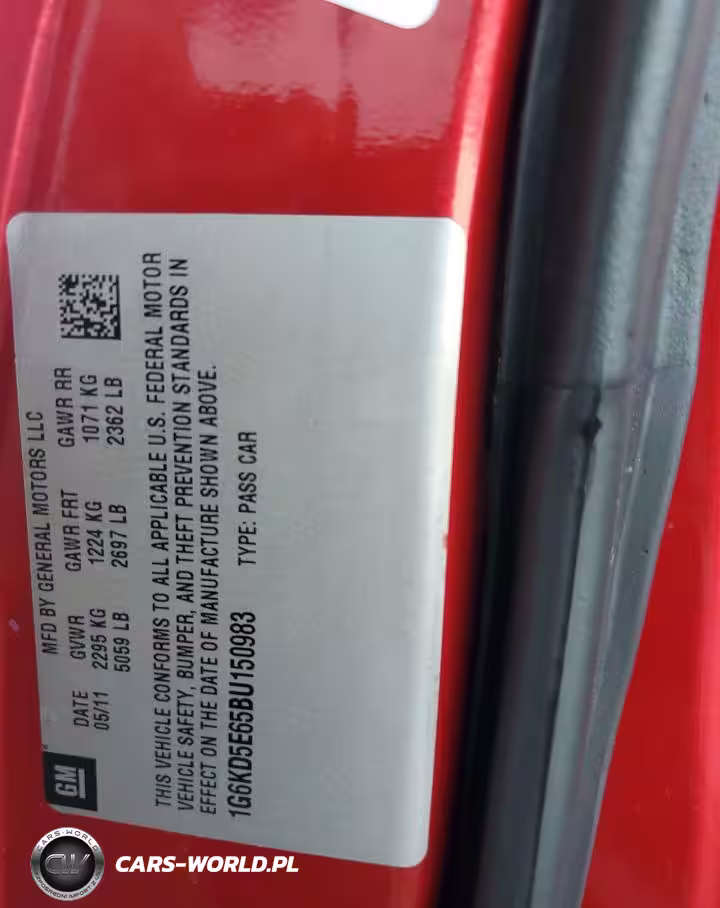 MFD BY GENERAL MOTORS LLC
DATE GVWR GAWR FRT GAWR RR
05/11 2295 KG 1224 KG 1071 KG
5059 LB 2697 LB 2362 LB
THIS VEHICLE CONFORMS TO ALL APPLICABLE U.S. FEDERAL MOTOR
VEHICLE SAFETY, BUMPER, AND THEFT PREVENTION STANDARDS IN
EFFECT ON THE DATE OF MANUFACTURE SHOWN ABOVE.
1G6KD5E65BU150983 TYPE: PASS CAR
GM
CARS-WORLD
CW
CARS-WORLD.PL